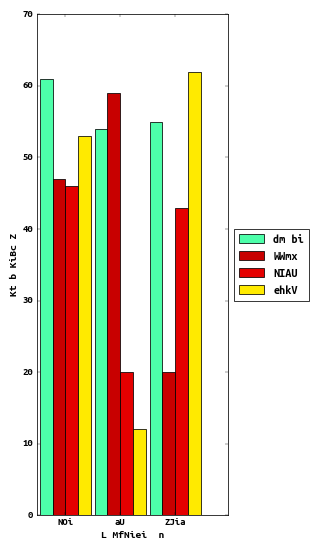 70
60
50
40
30
20
10
0
Kt b KiBc Z
NOi aU ZJia
L MfNiei n
dm bi
WWmx
NIAU
ehkV